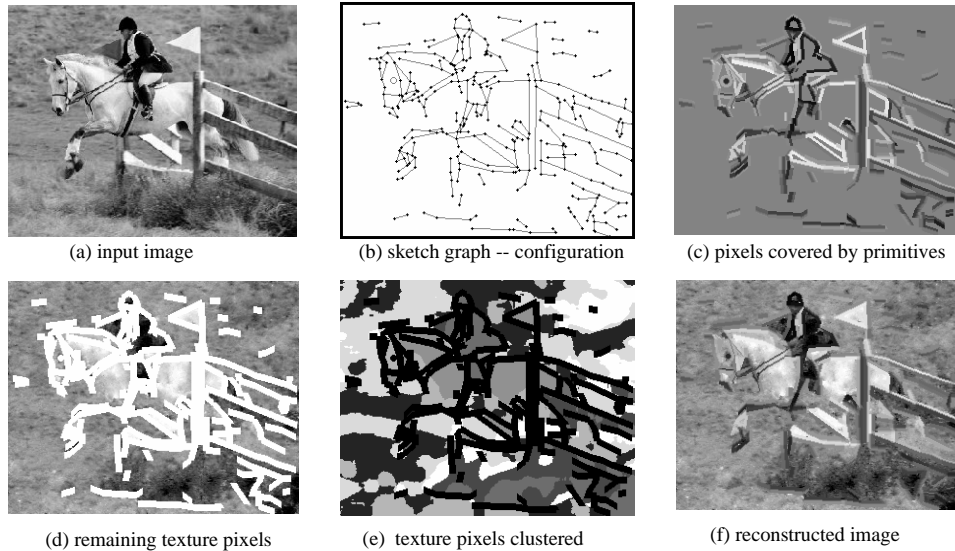 (a) input image
(b) sketch graph -- configuration
(c) pixels covered by primitives
(d) remaining texture pixels
(e) texture pixels clustered
(f) reconstructed image